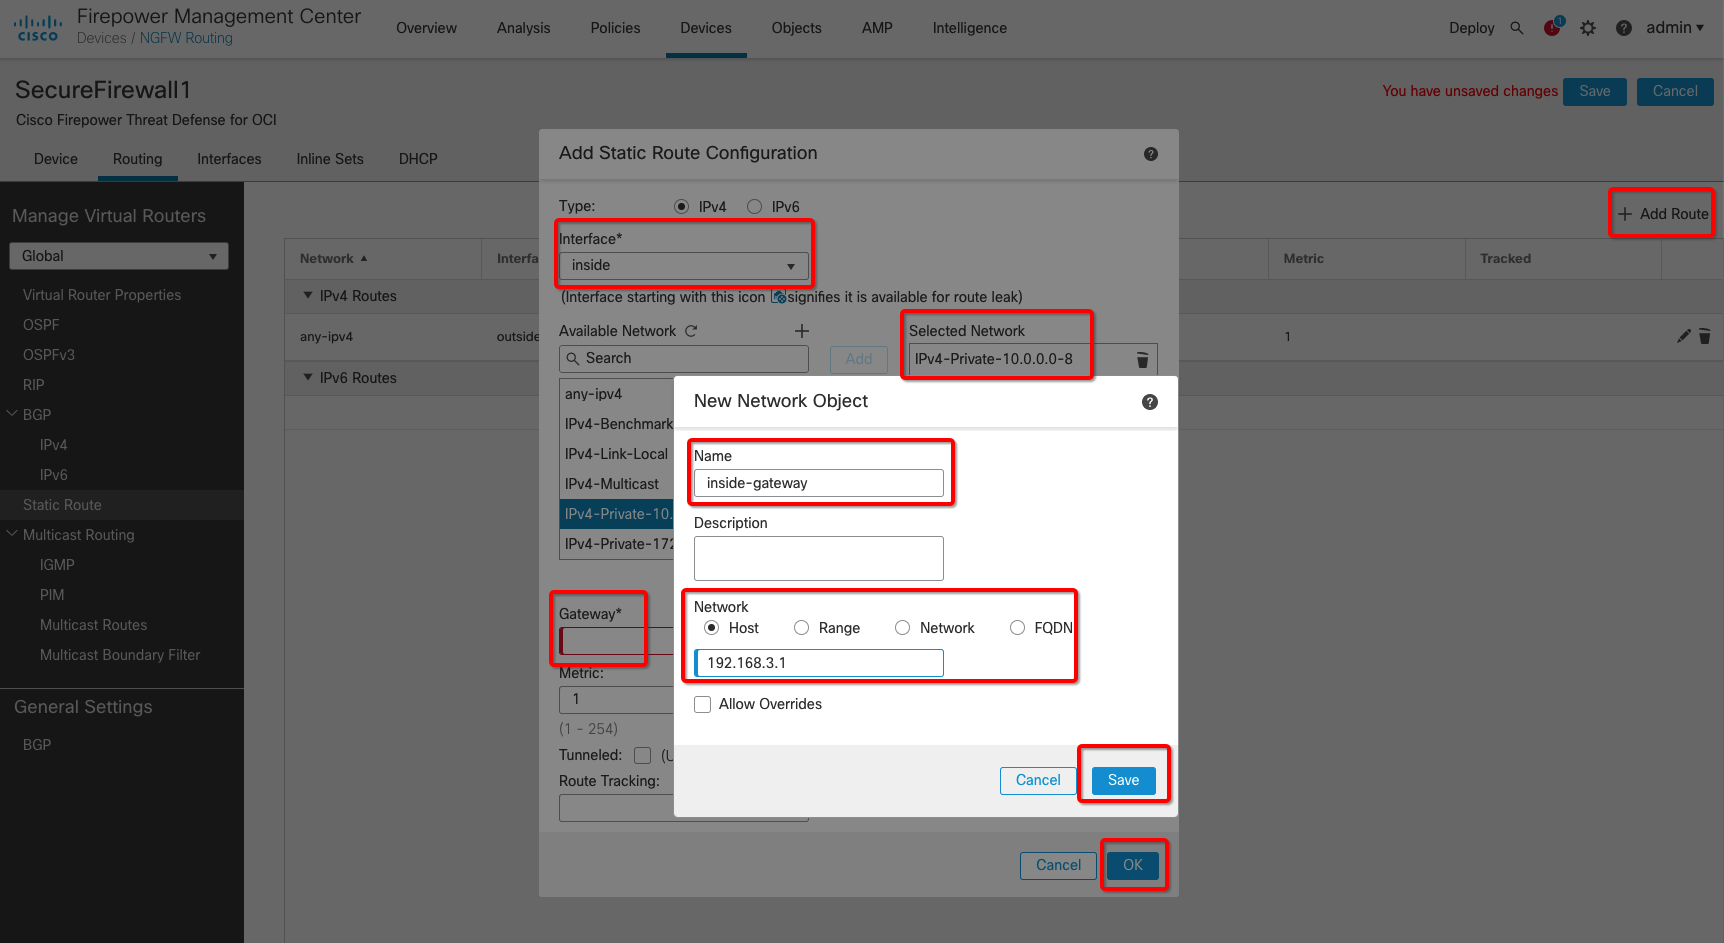 Firepower Management Center
CISCO
Devices / NGFW Routing
Overview Analysis Policies Devices Objects AMP Intelligence
Deploy 1 admin
SecureFirewall1
You have unsaved changes Save Cancel
Cisco Firepower Threat Defense for OCI
Device Routing Interfaces Inline Sets DHCP
Manage Virtual Routers
Global
Virtual Router Properties
OSPF
OSPFv3
RIP
BGP
IPv4
IPv6
Static Route
Multicast Routing
IGMP
PIM
Multicast Routes
Multicast Boundary Filter
General Settings
BGP
+ Add Route
Network Interfa Metric Tracked
IPv4 Routes
any-ipv4 outside 1
IPv6 Routes
Add Static Route Configuration
Type: IPv4 IPv6
Interface*
inside
(Interface starting with this icon signifies it is available for route leak)
Available Network + Selected Network
Search Add IPv4-Private-10.0.0.0-8
any-ipv4
IPv4-Benchmark
IPv4-Link-Local
IPv4-Multicast
IPv4-Private-10.
IPv4-Private-172
Gateway*
Metric:
1
(1 - 254)
Tunneled: (U
Route Tracking:
Cancel OK
New Network Object
Name
inside-gateway
Description
Network
Host Range Network FQDN
192.168.3.1
Allow Overrides
Cancel Save